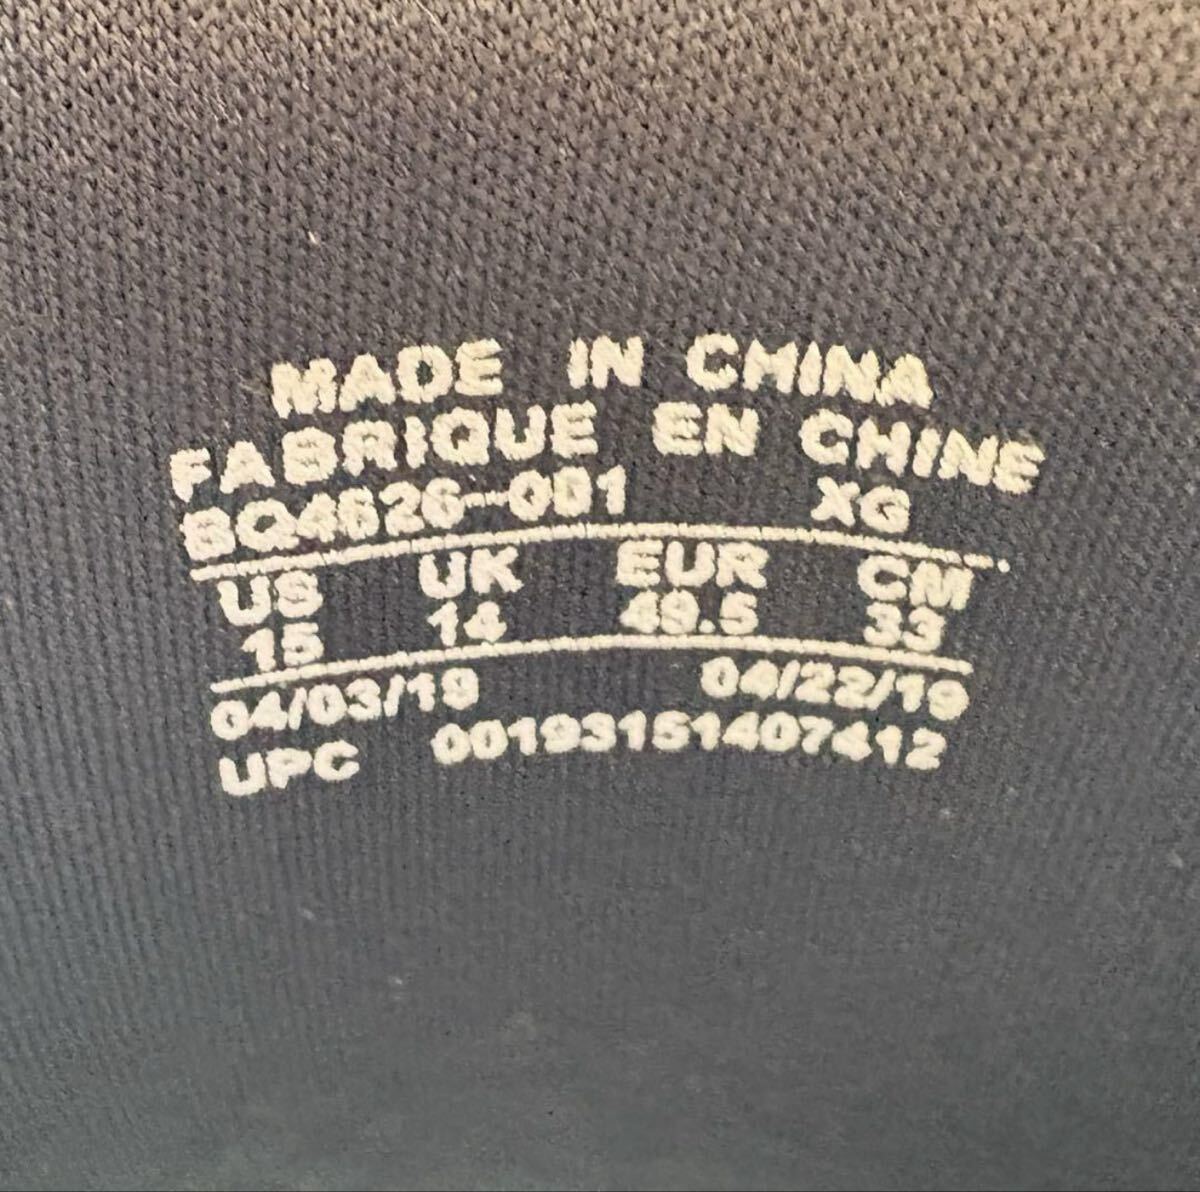 MADE IN CHINA
FABRIQUE EN CHINE
BQ4626-001 XG
US UK EUR CM
15 14 49.5 33
04/03/19 04/22/19
UPC 00193151407412